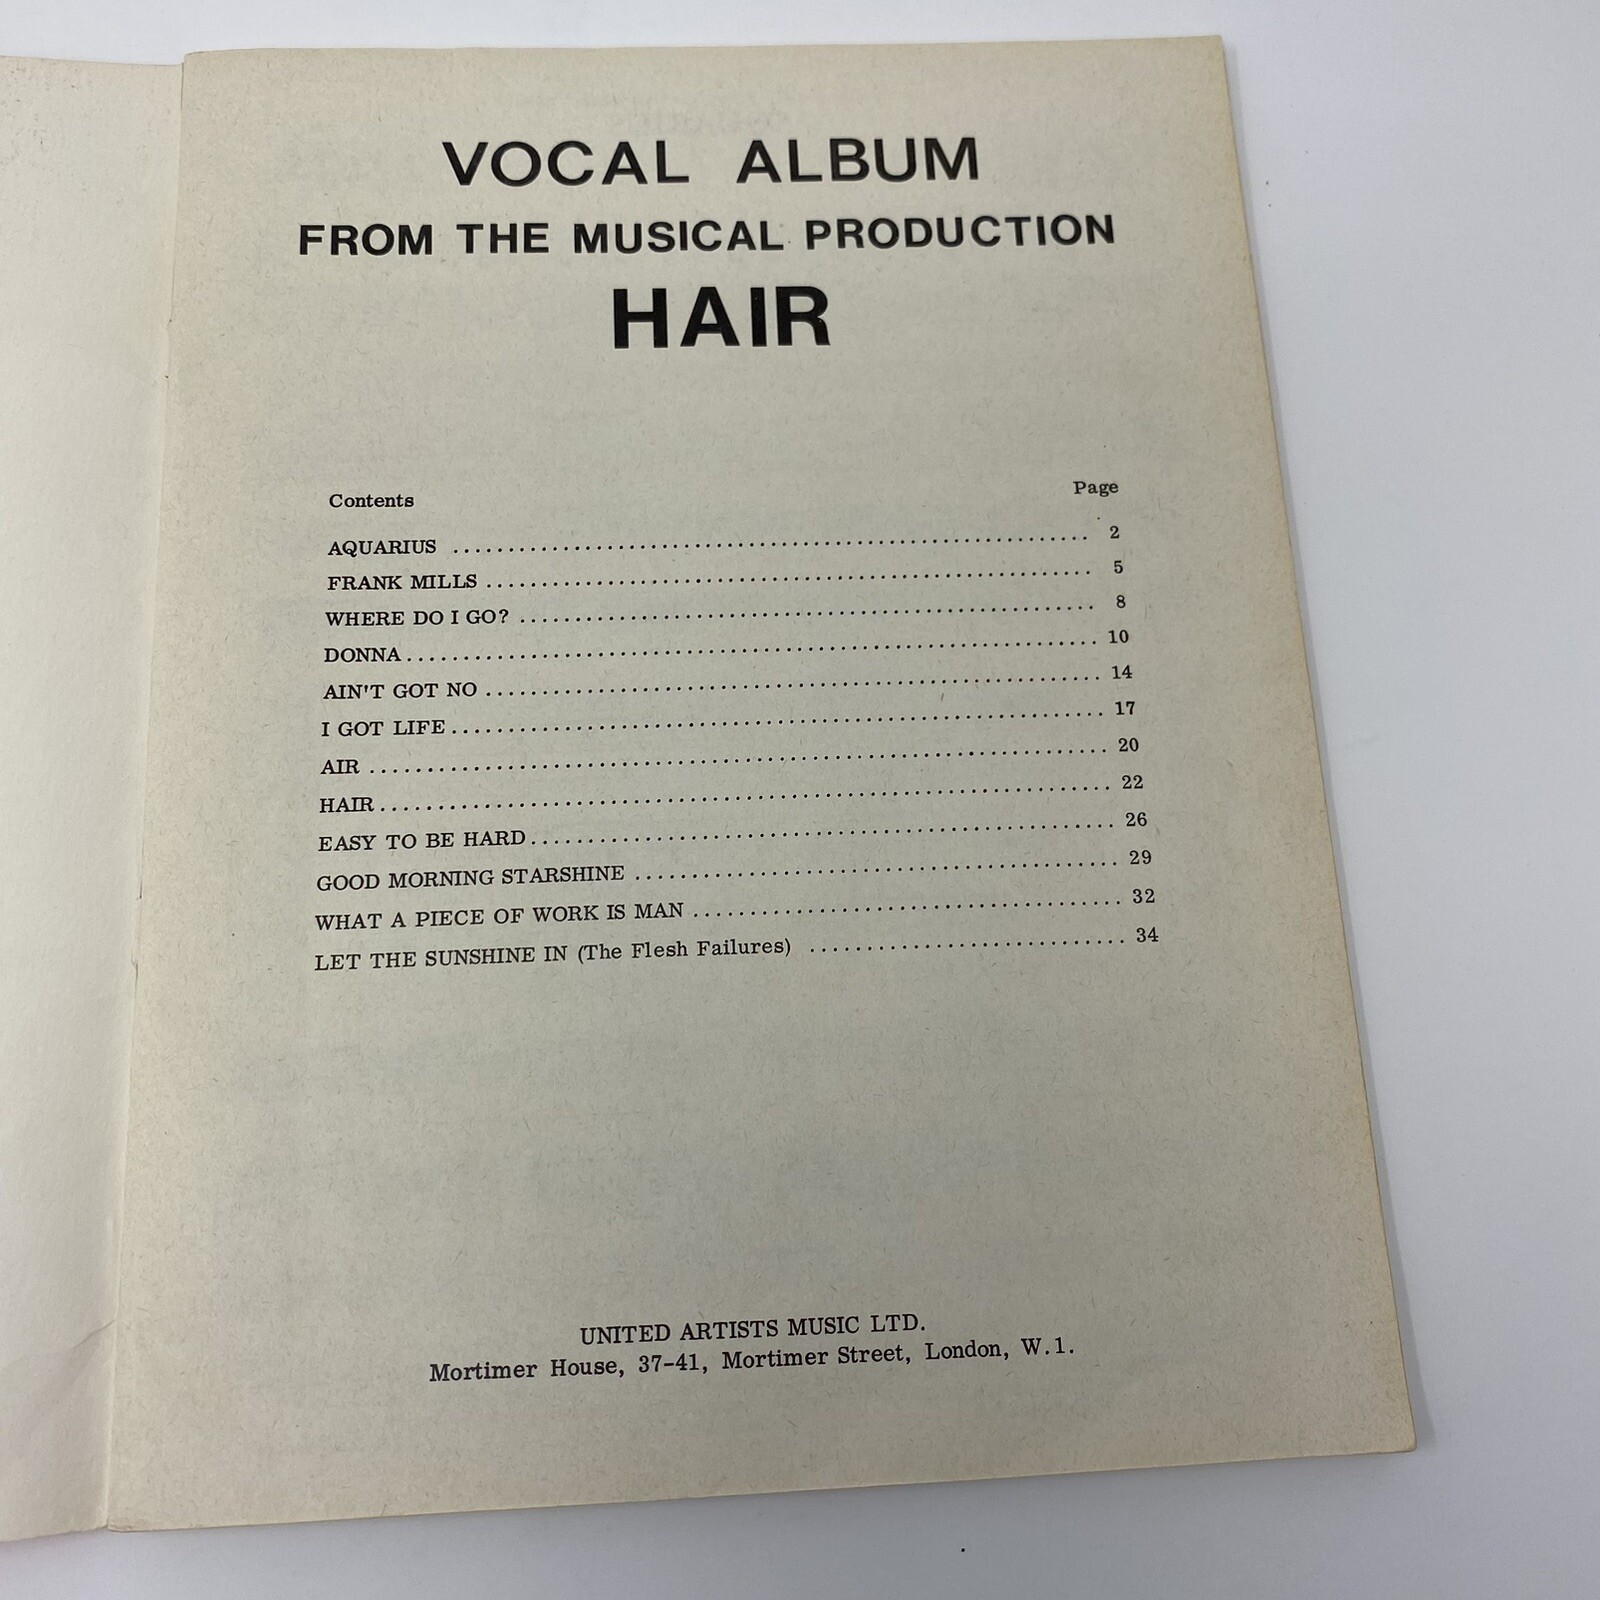 VOCAL ALBUM
FROM THE MUSICAL PRODUCTION
HAIR
Contents Page
AQUARIUS ........................................................ 2
FRANK MILLS ........................................................ 5
WHERE DO I GO? ........................................................ 8
DONNA ........................................................ 10
AIN'T GOT NO ........................................................ 14
I GOT LIFE ........................................................ 17
AIR ........................................................ 20
HAIR ........................................................ 22
EASY TO BE HARD ........................................................ 26
GOOD MORNING STARSHINE ............................................ 29
WHAT A PIECE OF WORK IS MAN ....................................... 32
LET THE SUNSHINE IN (The Flesh Failures) ............................ 34
UNITED ARTISTS MUSIC LTD.
Mortimer House, 37-41, Mortimer Street, London, W.1.